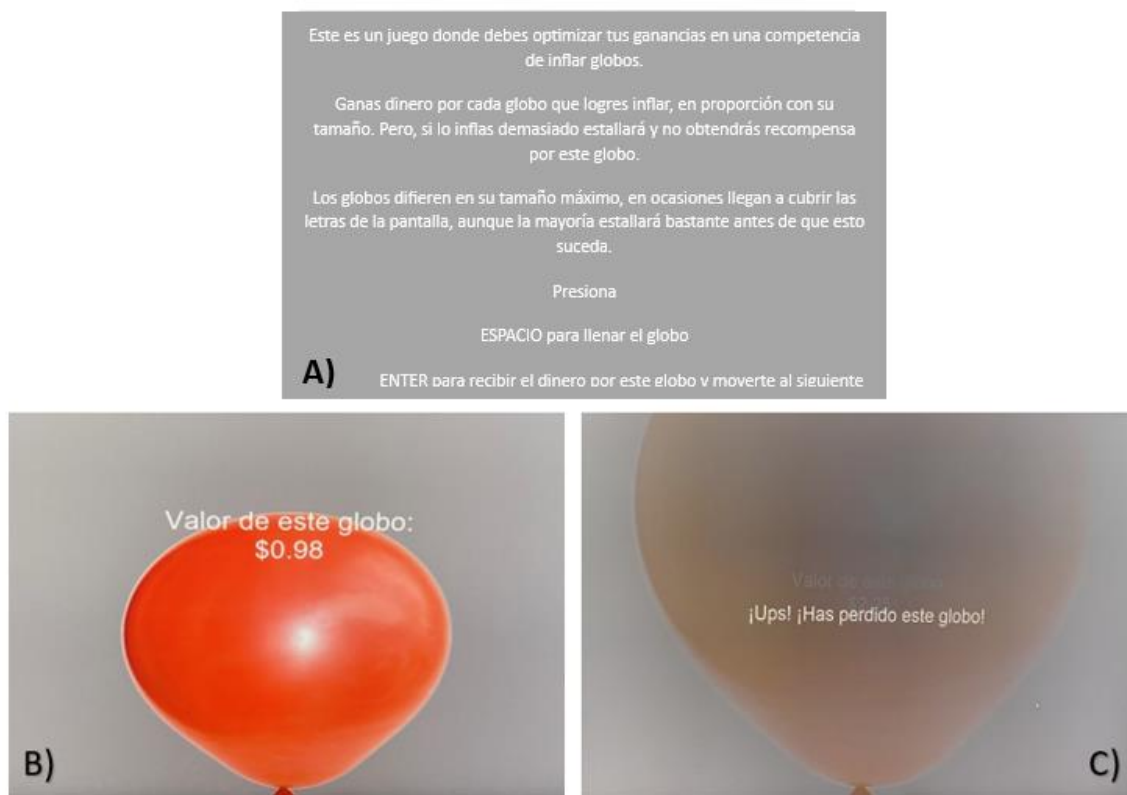 Este es un juego donde debes optimizar tus ganancias en una competencia
de inflar globos.
Ganas dinero por cada globo que logres inflar, en proporción con su
tamaño. Pero, si lo inflas demasiado estallará y no obtendrás recompensa
por este globo.
Los globos difieren en su tamaño máximo, en ocasiones llegan a cubrir las
letras de la pantalla, aunque la mayoría estallará bastante antes de que esto
suceda.
Presiona
ESPACIO para llenar el globo
A)
ENTER para recibir el dinero por este globo y moverte al siguiente
Valor de este globo:
$0.98
B)
Valor de este globo
¡Ups! ¡Has perdido este globo!
C)